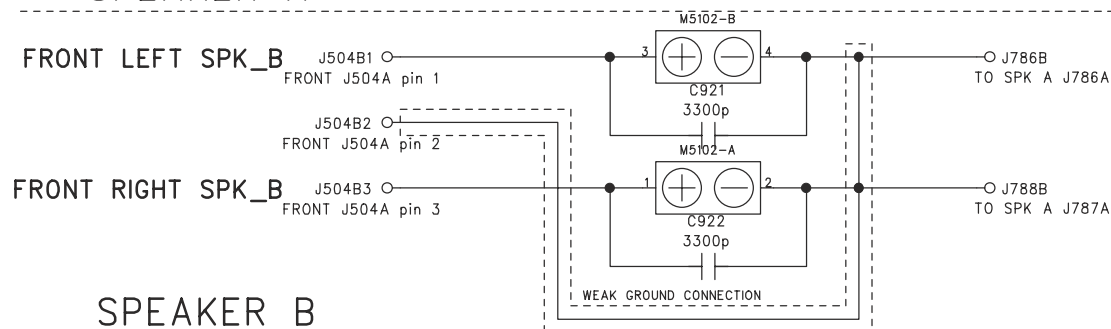 M5102-B
FRONT LEFT SPK_B
J504B1
3
4
J786B
FRONT J504A pin 1
TO SPK A J786A
C921
3300p
J504B2
FRONT J504A pin 2
M5102-A
FRONT RIGHT SPK_B
J504B3
1
2
J788B
FRONT J504A pin 3
TO SPK A J787A
C922
3300p
WEAK GROUND CONNECTION
SPEAKER B